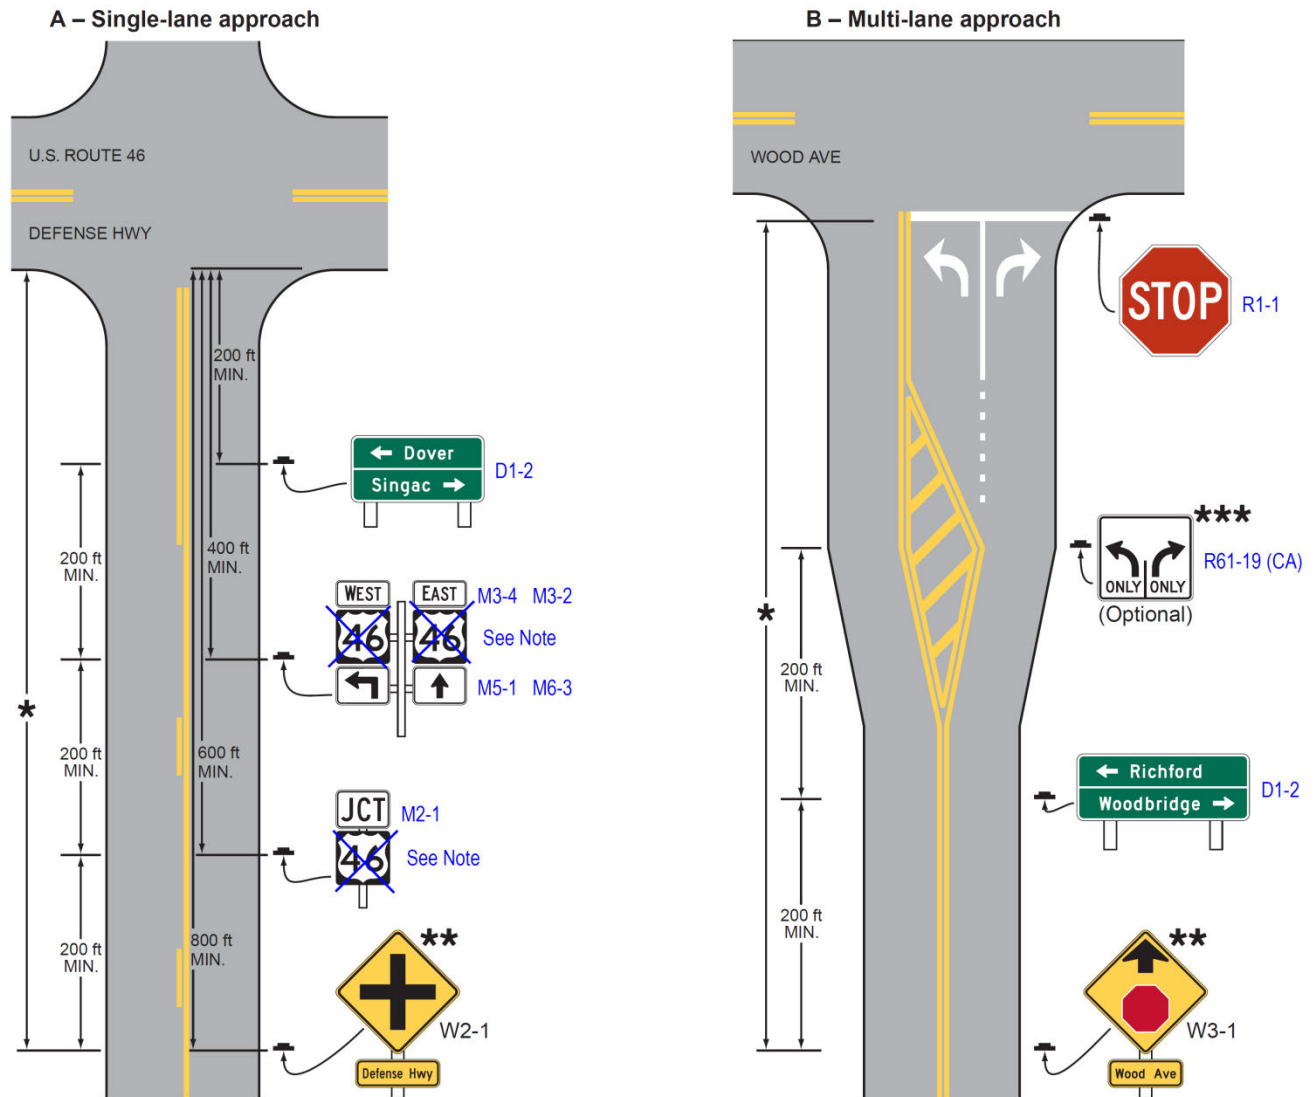 A – Single-lane approach
U.S. ROUTE 46
DEFENSE HWY
200 ft
MIN.
← Dover
Singac →
D1-2
200 ft
MIN.
400 ft
MIN.
WEST
EAST
M3-4 M3-2
46
46
See Note
M5-1 M6-3
*
200 ft
MIN.
600 ft
MIN.
JCT
M2-1
46
See Note
200 ft
MIN.
800 ft
MIN.
**
W2-1
Defense Hwy
B – Multi-lane approach
WOOD AVE
STOP
R1-1
***
ONLY ONLY
R61-19 (CA)
(Optional)
*
200 ft
MIN.
← Richford
Woodbridge →
D1-2
200 ft
MIN.
**
W3-1
Wood Ave